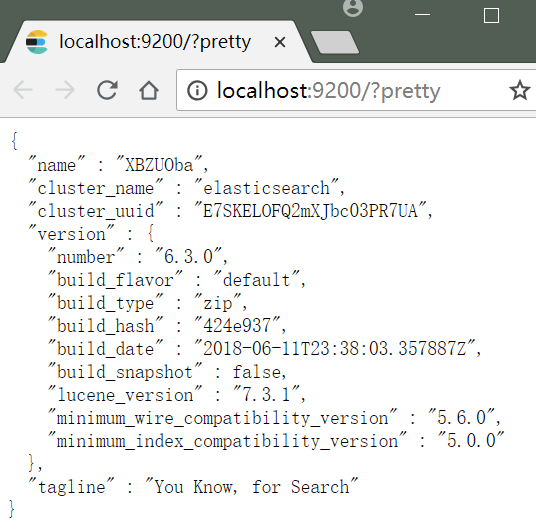 localhost:9200/?pretty
localhost:9200/?pretty
{
"name" : "XBZUOba",
"cluster_name" : "elasticsearch",
"cluster_uuid" : "E7SKELOFQ2mXJbc03PR7UA",
"version" : {
"number" : "6.3.0",
"build_flavor" : "default",
"build_type" : "zip",
"build_hash" : "424e937",
"build_date" : "2018-06-11T23:38:03.357887Z",
"build_snapshot" : false,
"lucene_version" : "7.3.1",
"minimum_wire_compatibility_version" : "5.6.0",
"minimum_index_compatibility_version" : "5.0.0"
},
"tagline" : "You Know, for Search"
}